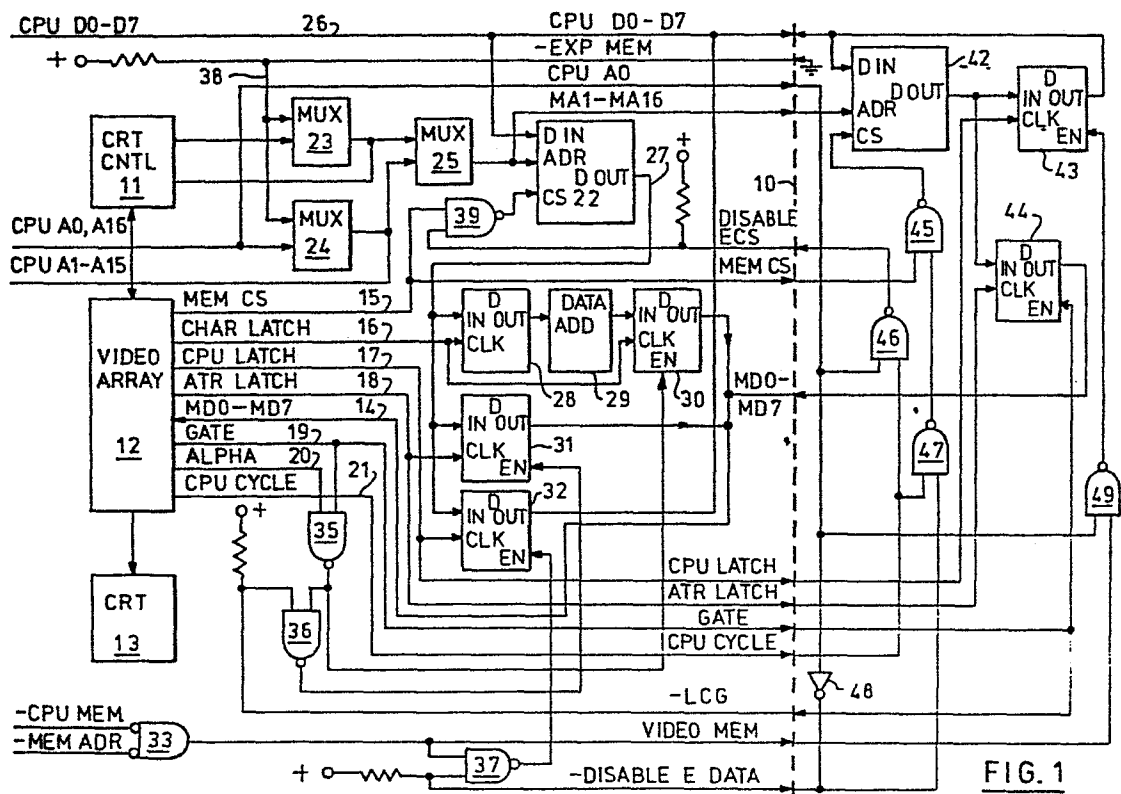 CPU D0-D7
26
CPU D0-D7
-EXP MEM
38
CPU A0
MA1-MA16
D IN
D OUT
ADR
CS
42
D
IN OUT
CLK
EN
43
CRT
CNTL
11
MUX
23
MUX
25
D IN
ADR
D OUT
CS 22
27
+
+
10
MUX
24
39
DISABLE
ECS
45
44
CPU A0, A16
CPU A1-A15
MEM CS
D
IN OUT
CLK
EN
VIDEO
ARRAY
12
MEM CS 15
CHAR LATCH 16
CPU LATCH 17
ATR LATCH 18
MD0-MD7 14
GATE 19
ALPHA 20
CPU CYCLE 21
D
IN OUT
CLK
28
DATA
ADD
29
D
IN OUT
CLK
EN
30
46
MD0-
MD7
D
IN OUT
CLK
EN
31
47
D
IN OUT
CLK
EN
32
49
+
35
CRT
13
36
CPU LATCH
ATR LATCH
GATE
CPU CYCLE
48
-LCG
-CPU MEM
-MEM ADR
33
VIDEO MEM
37
+
-DISABLE E DATA
FIG. 1